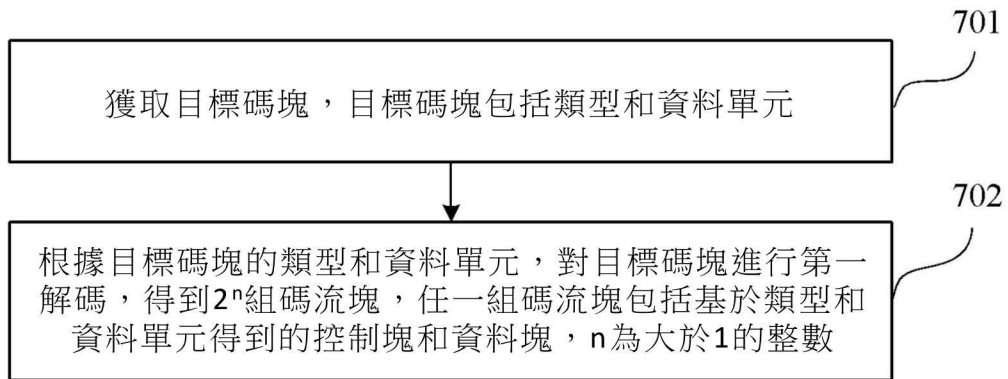 701
獲取目標碼塊，目標碼塊包括類型和資料單元
702
根據目標碼塊的類型和資料單元，對目標碼塊進行第一
解碼，得到2ⁿ組碼流塊，任一組碼流塊包括基於類型和
資料單元得到的控制塊和資料塊，n為大於1的整數